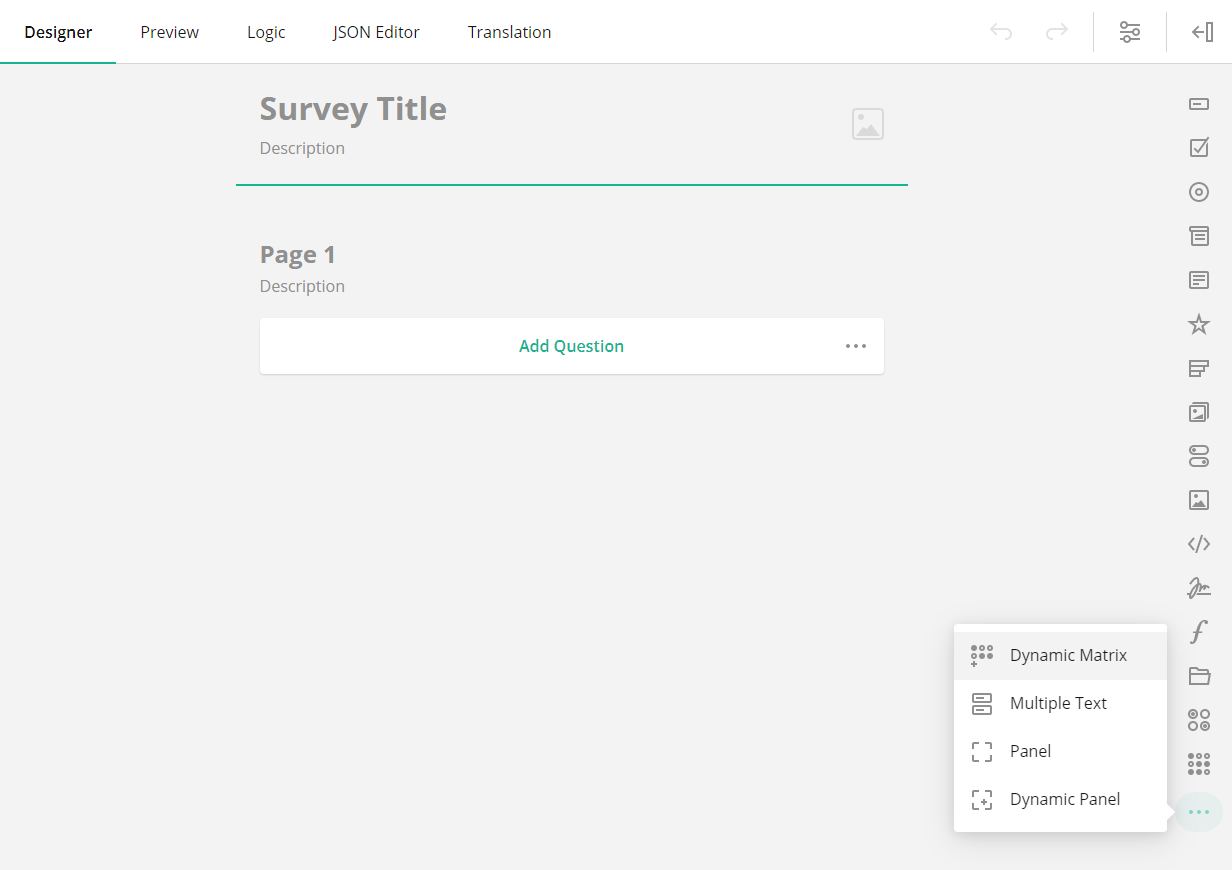 Designer Preview Logic JSON Editor Translation
Survey Title
Description
Page 1
Description
Add Question
Dynamic Matrix
Multiple Text
Panel
Dynamic Panel